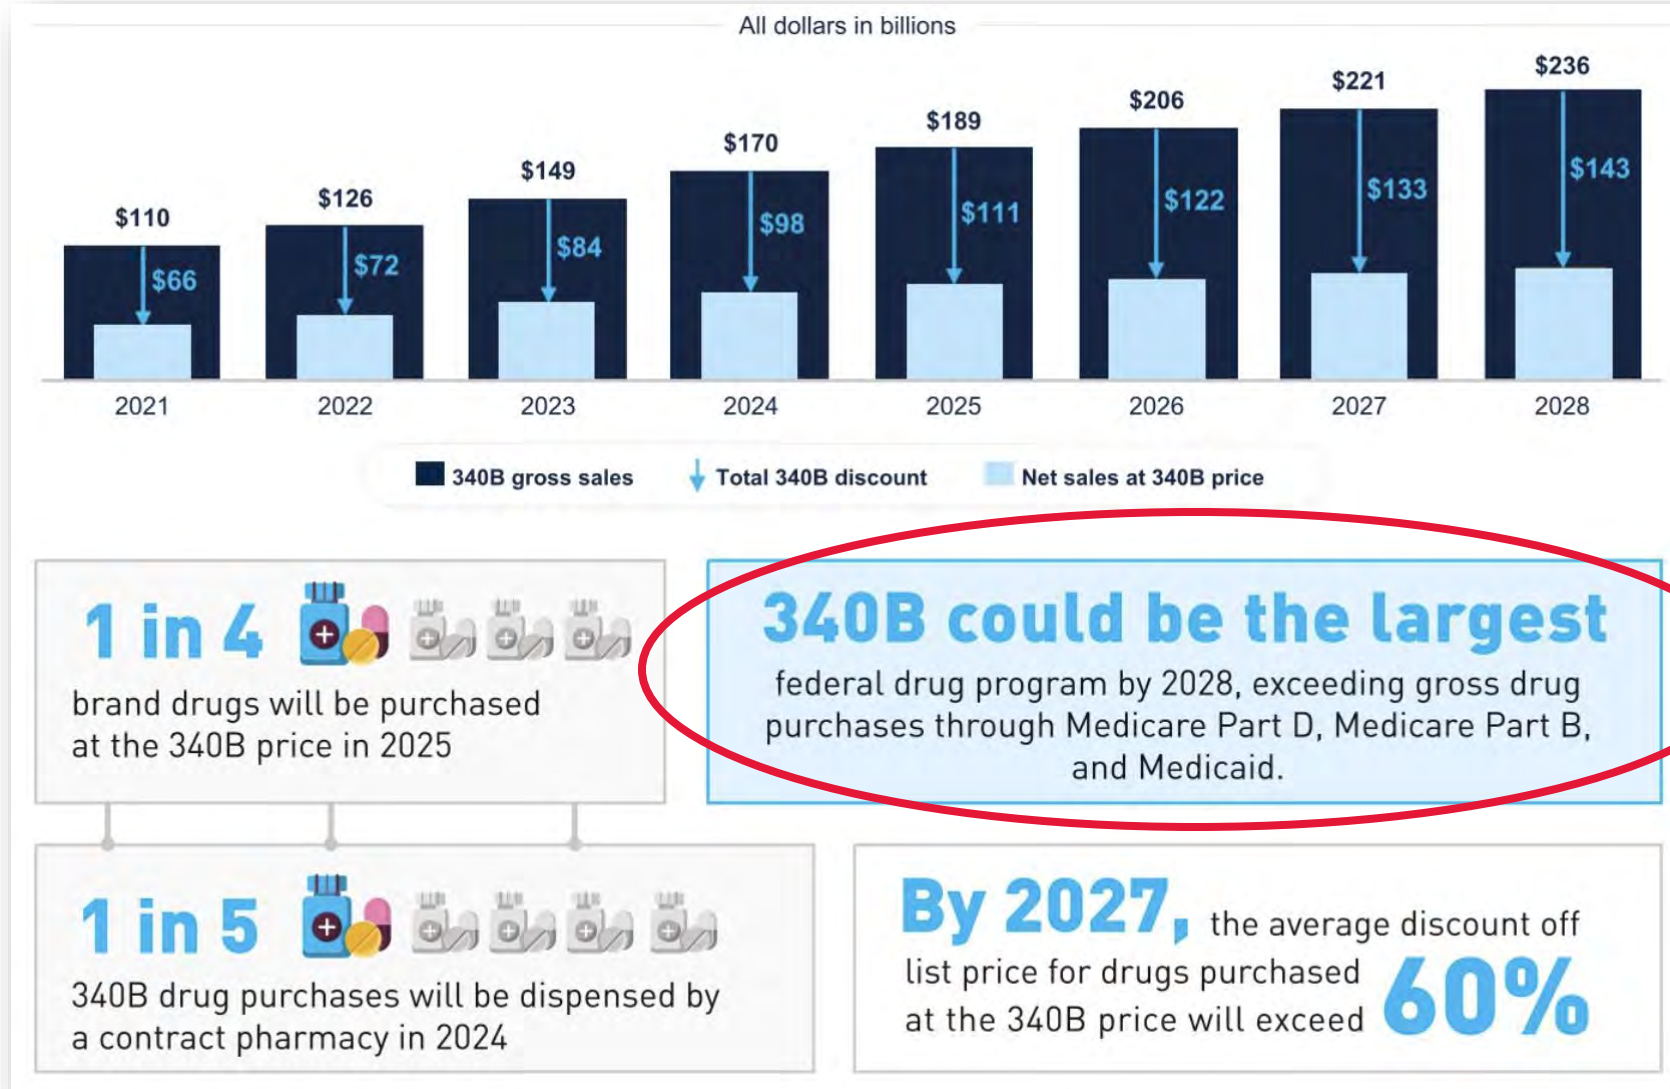 All dollars in billions
$110
$126
$149
$170
$189
$206
$221
$236
$66
$72
$84
$98
$111
$122
$133
$143
2021 2022 2023 2024 2025 2026 2027 2028
340B gross sales Total 340B discount Net sales at 340B price
1 in 4
brand drugs will be purchased
at the 340B price in 2025
340B could be the largest
federal drug program by 2028, exceeding gross drug
purchases through Medicare Part D, Medicare Part B,
and Medicaid.
1 in 5
340B drug purchases will be dispensed by
a contract pharmacy in 2024
By 2027, the average discount off
list price for drugs purchased
at the 340B price will exceed 60%